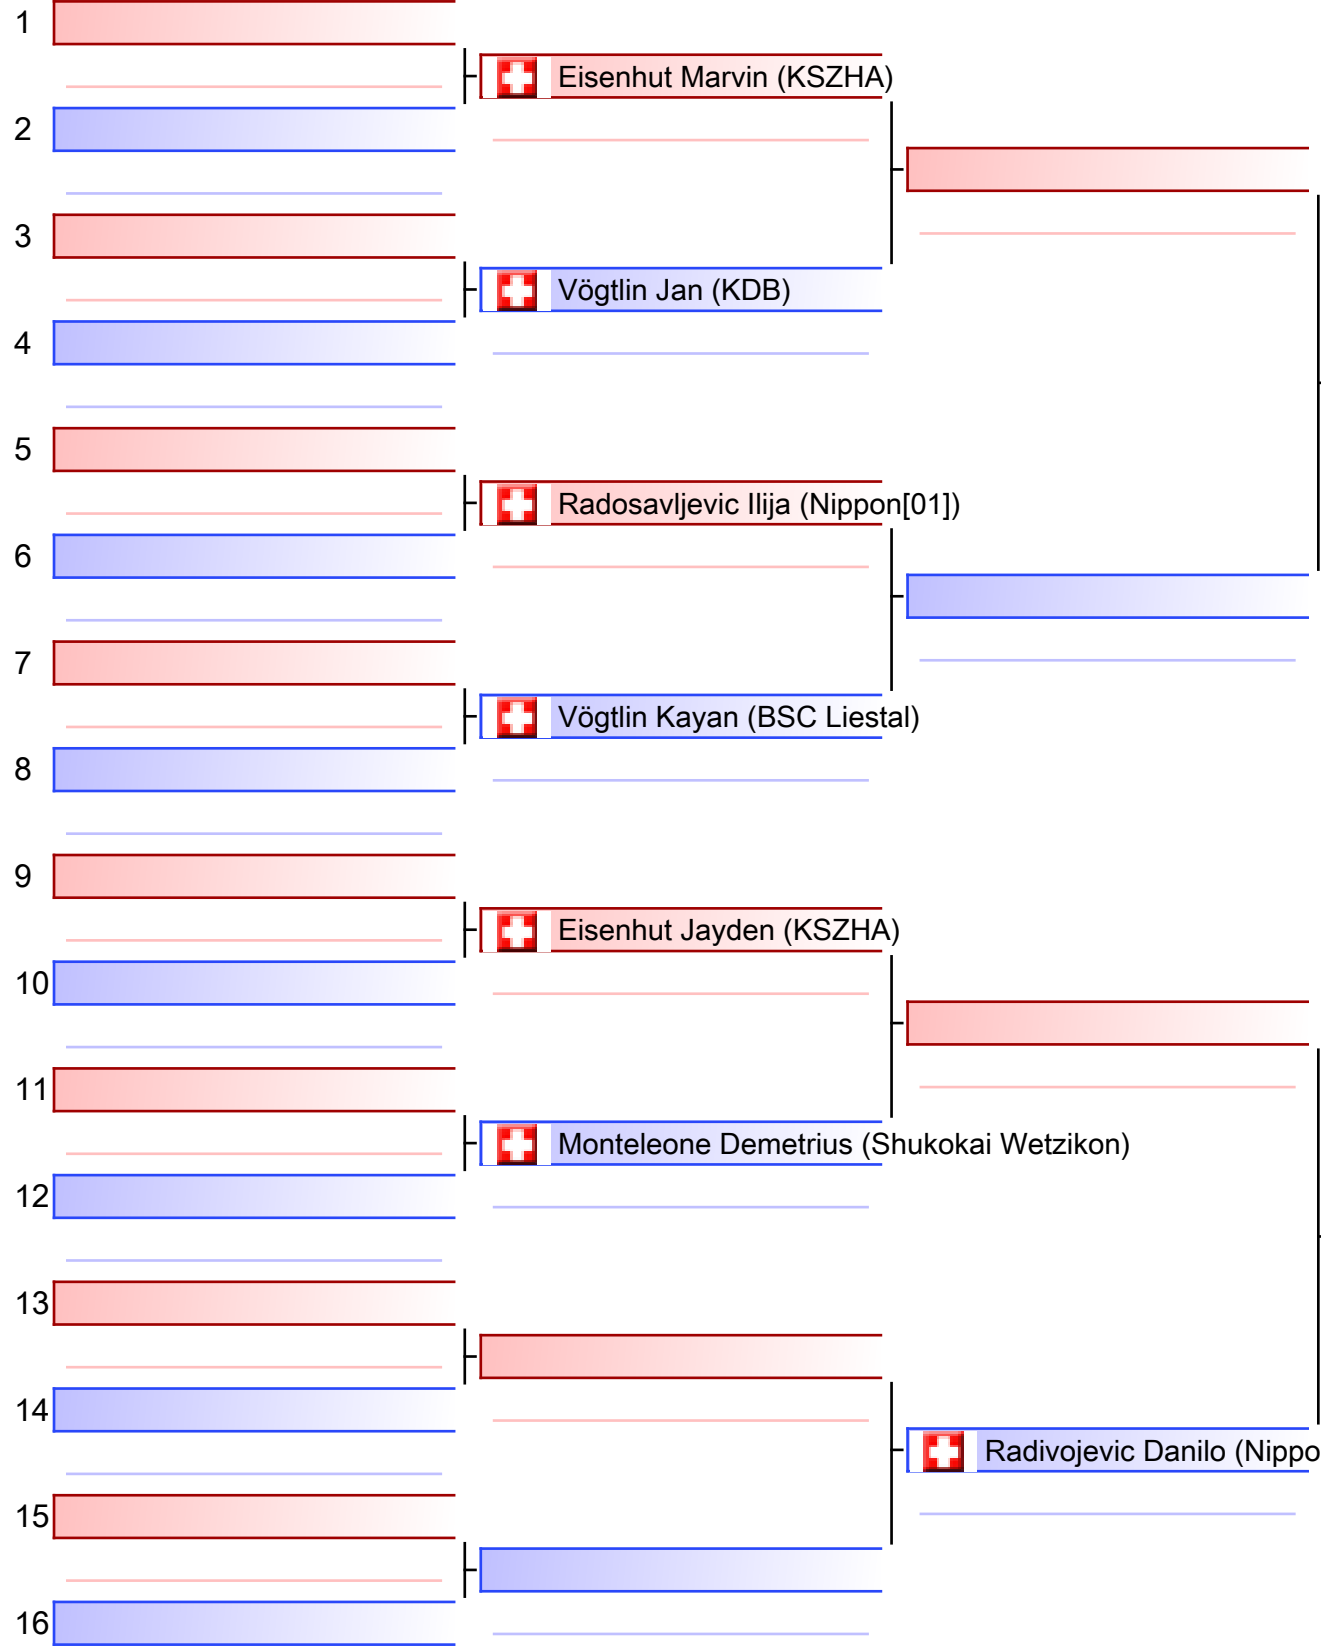 1
Eisenhut Marvin (KSZHA)
2
3
Vögtlin Jan (KDB)
4
5
Radosavljevic Ilija (Nippon[01])
6
7
Vögtlin Kayan (BSC Liestal)
8
9
Eisenhut Jayden (KSZHA)
10
11
Monteleone Demetrius (Shukokai Wetzikon)
12
13
14
Radivojevic Danilo (Nippo
15
16